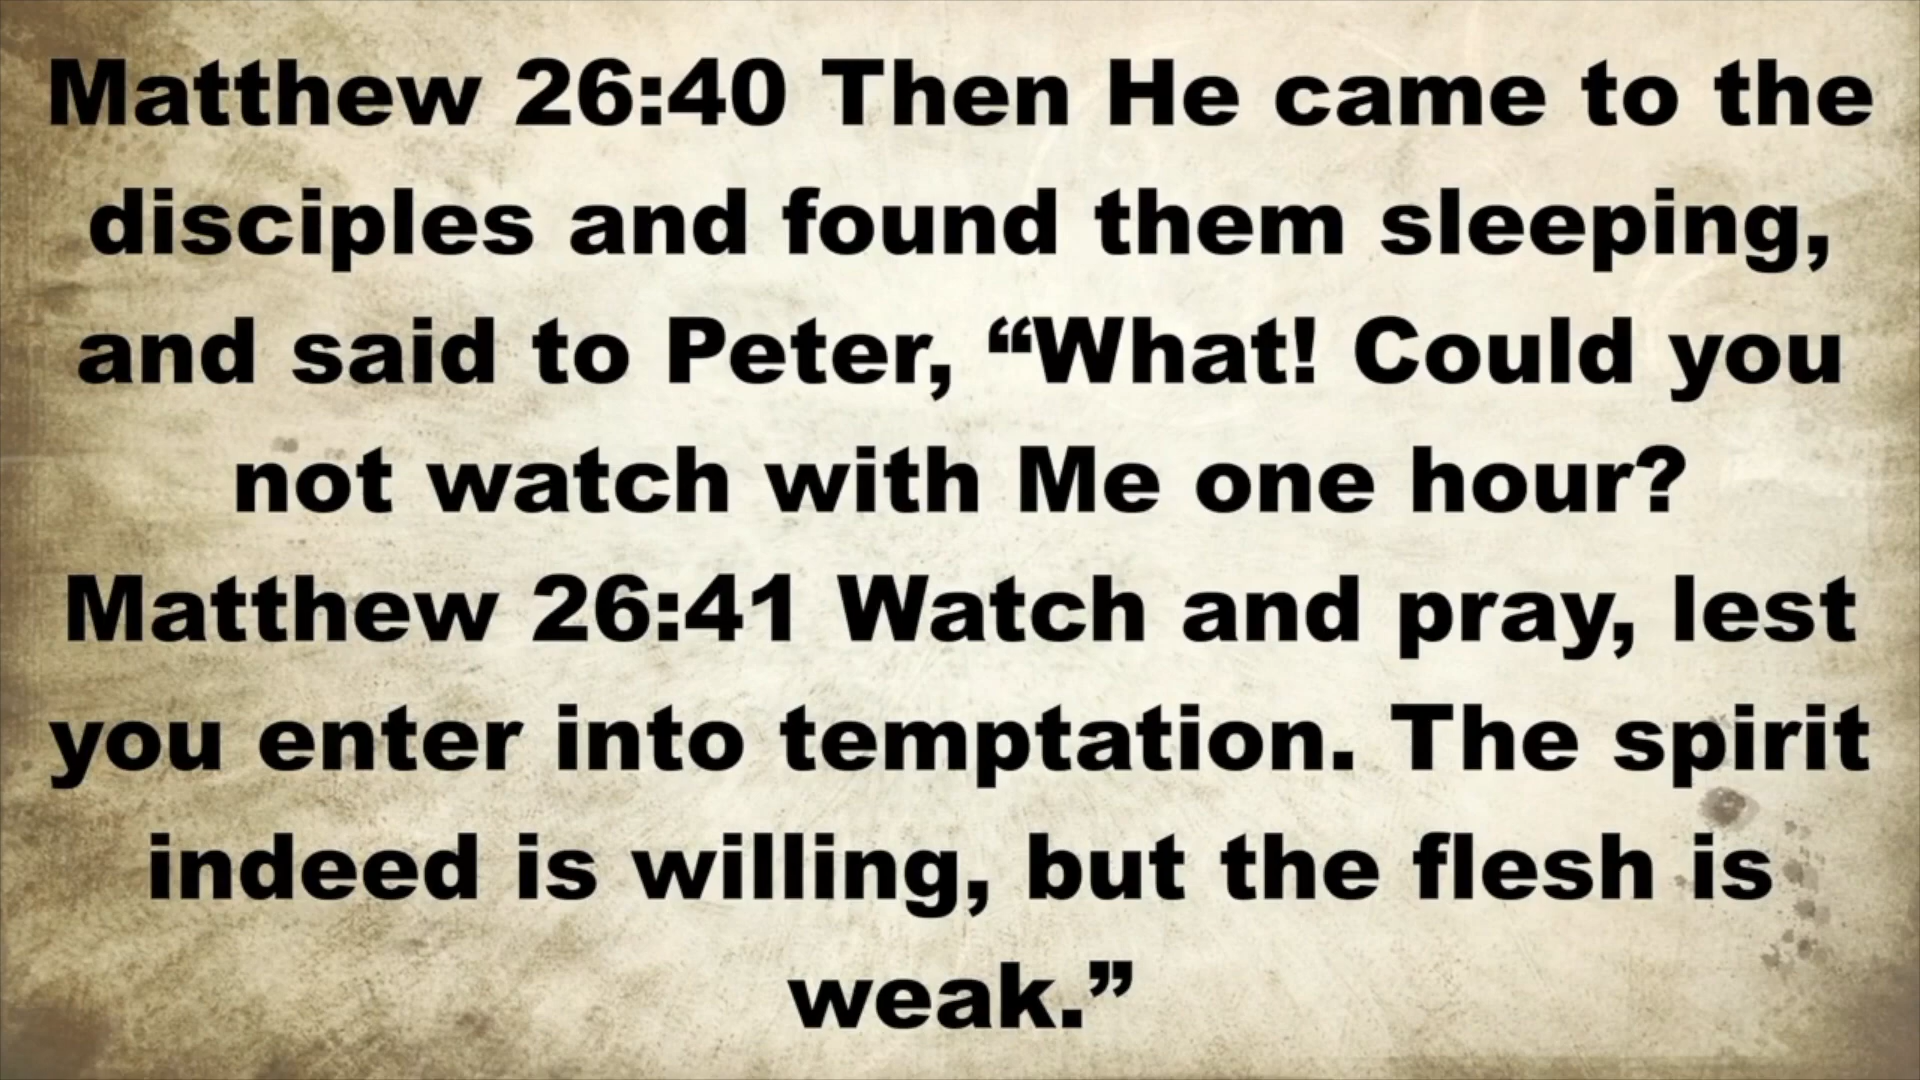 Matthew 26:40 Then He came to the
disciples and found them sleeping,
and said to Peter, “What! Could you
not watch with Me one hour?
Matthew 26:41 Watch and pray, lest
you enter into temptation. The spirit
indeed is willing, but the flesh is
weak.”